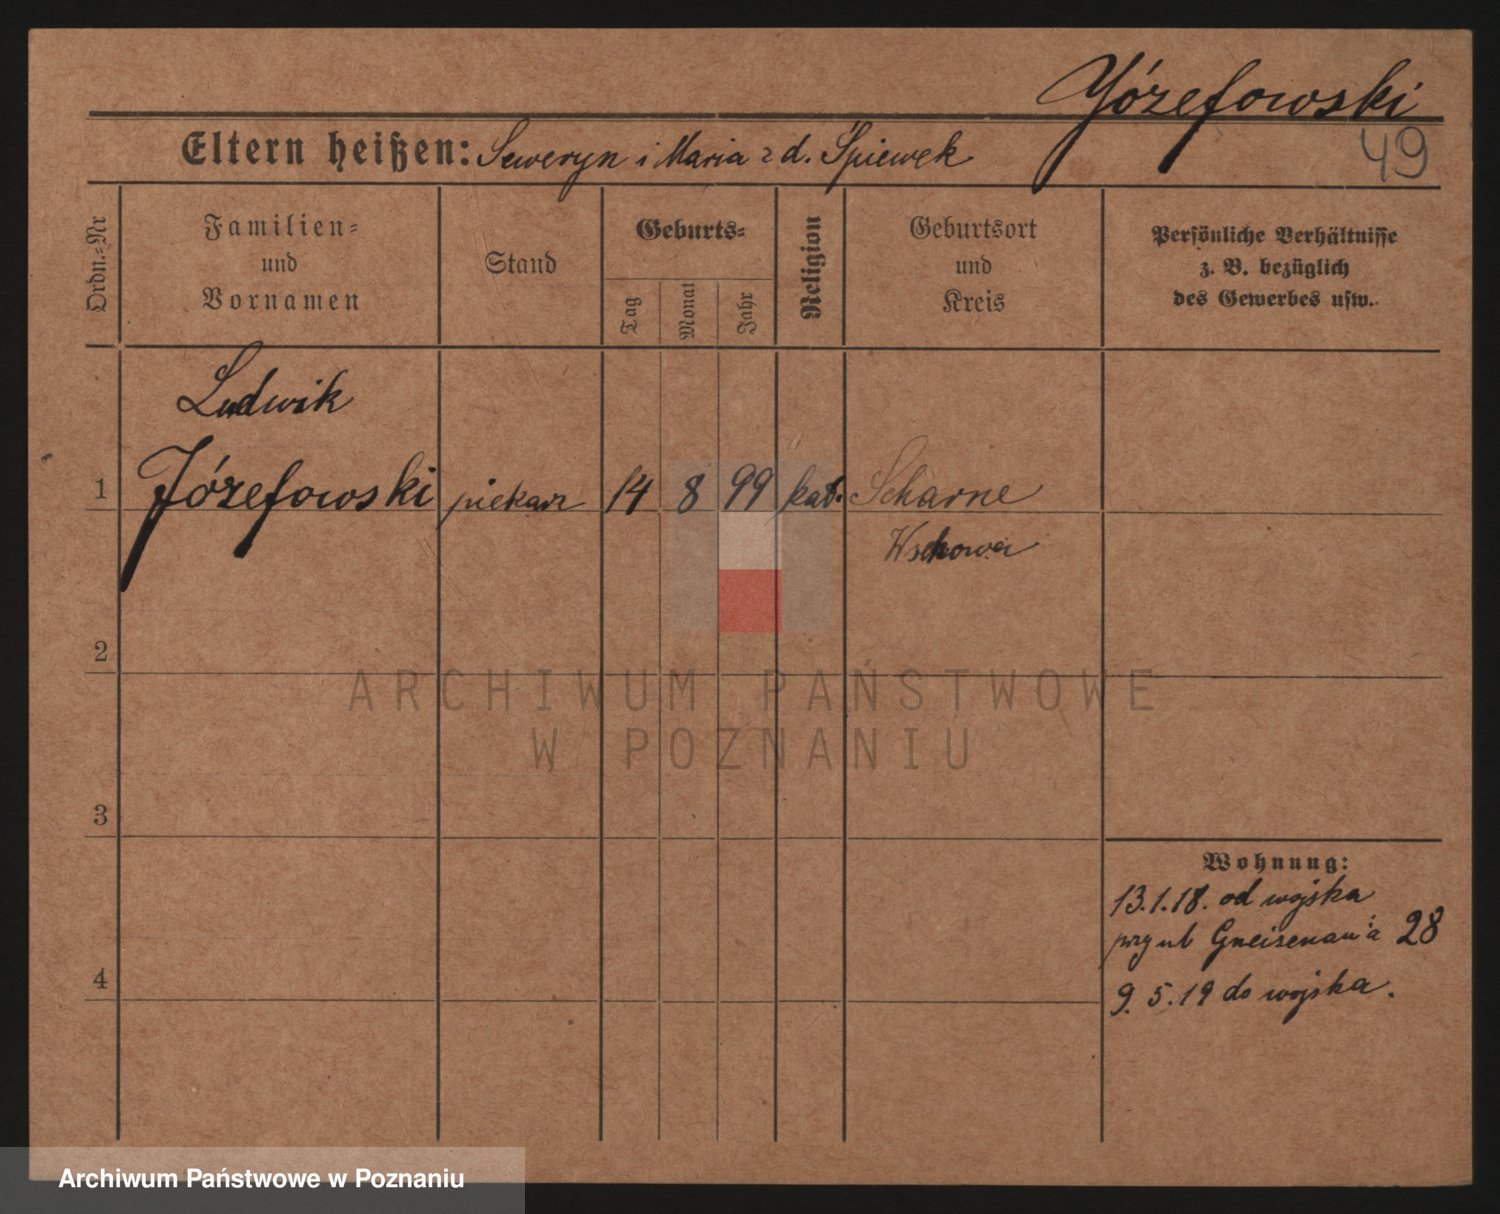 Józefowski
49
Eltern heißen: Seweryn i Maria z d. Śpiewek
Ordn.=Nr
Familien=
und
Vornamen
Stand
Geburts=
Tag
Monat
Jahr
Religion
Geburtsort
und
Kreis
Persönliche Verhältnisse
z. B. bezüglich
des Gewerbes usw.
Ludwik
1 Józefowski piekarz 14 8 99 kat. Scharne
Wschowa
2
3
4
Wohnung:
13.1.18. od wojska
przy ul Gneisenau'a 28
9.5.19 do wojska.
ARCHIWUM PAŃSTWOWE
W POZNANIU
Archiwum Państwowe w Poznaniu